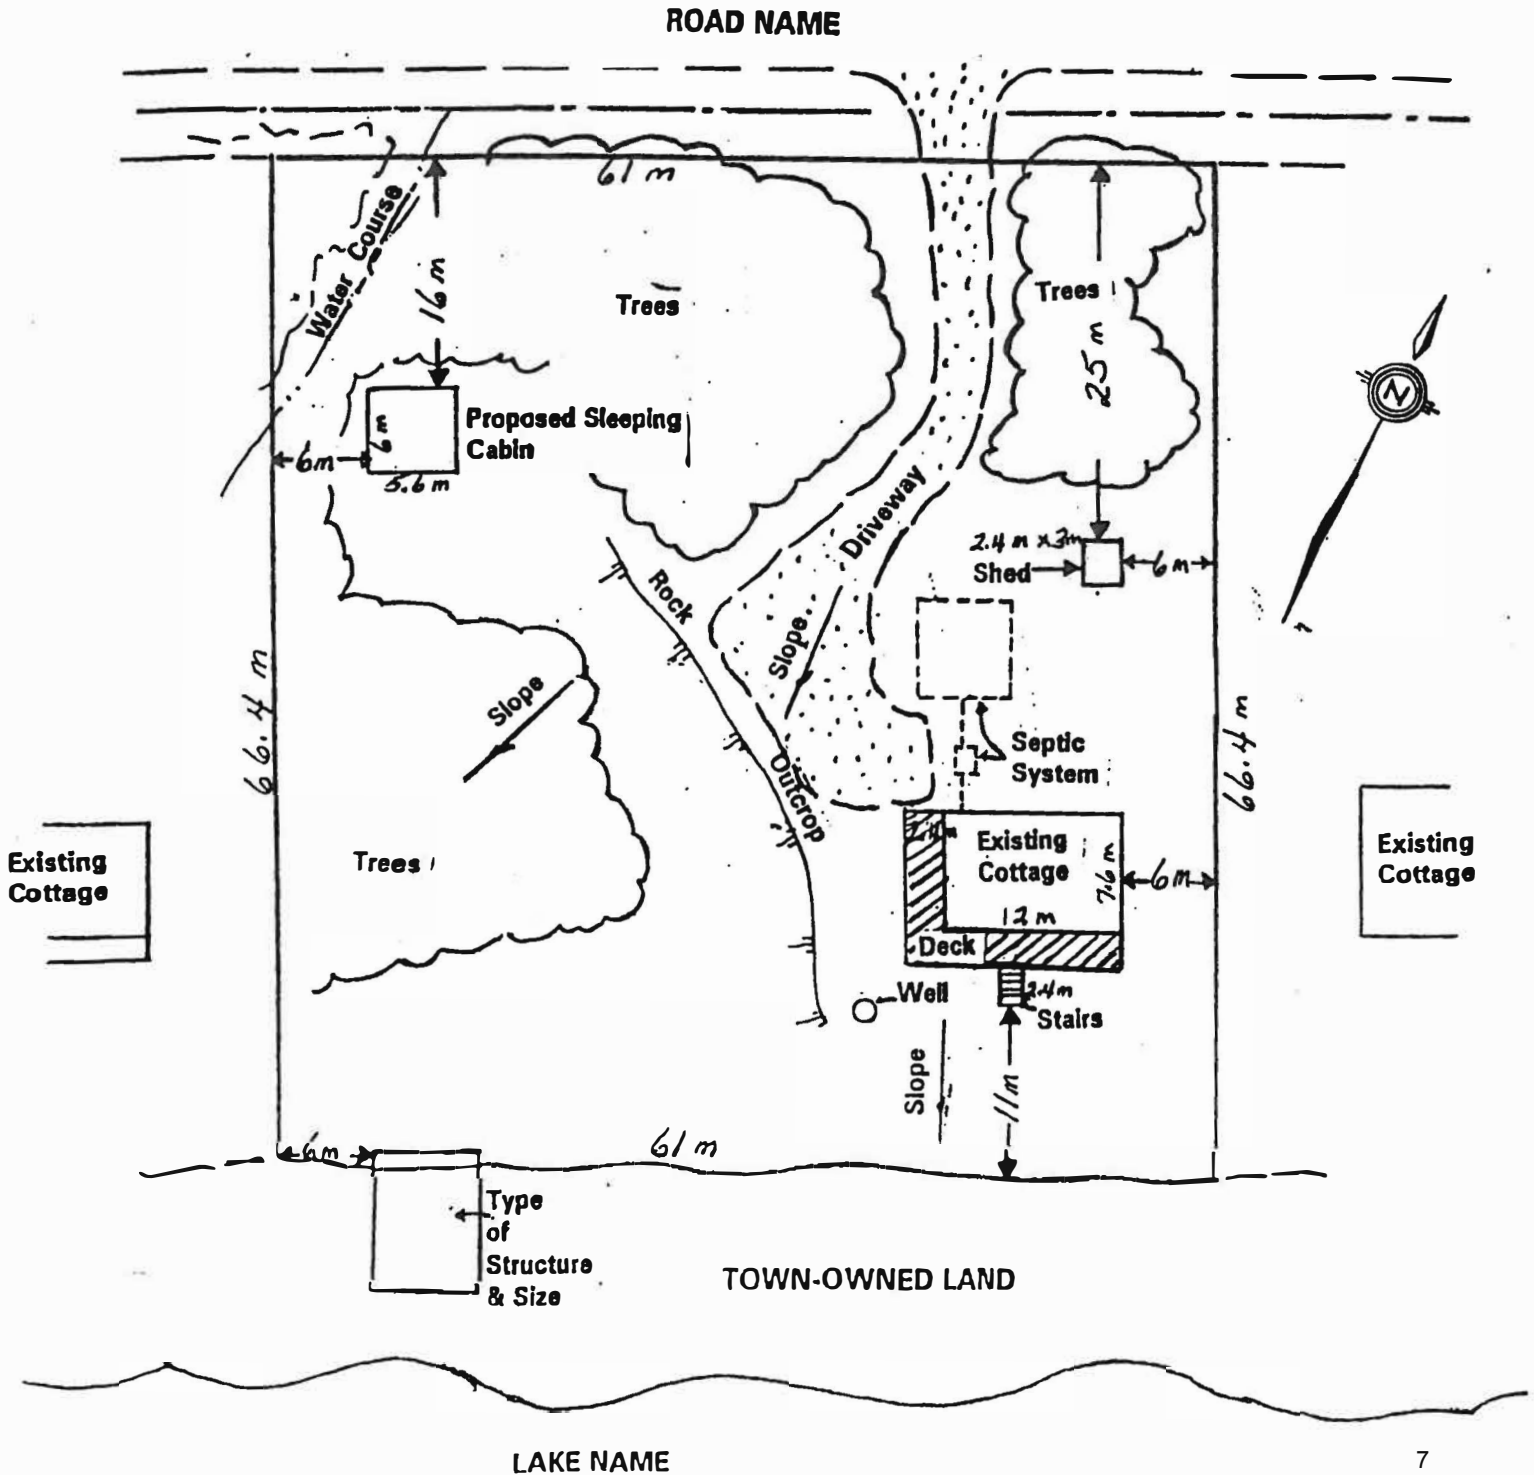 ROAD NAME
61 m
Water Course
16 m
Trees
Trees
25 m
N
Proposed Sleeping
Cabin
6m
6m
5.6 m
Driveway
2.4 m x 3m
Shed
6 m
Rock
Slope
Slope
66.4 m
66.4 m
Septic
System
Outcrop
Existing
Cottage
Trees
Existing
Cottage
7.6 m
6m
12 m
Existing
Cottage
Deck
Well
2.4m
Stairs
Slope
11m
6m
61 m
Type
of
Structure
& Size
TOWN-OWNED LAND
LAKE NAME
7